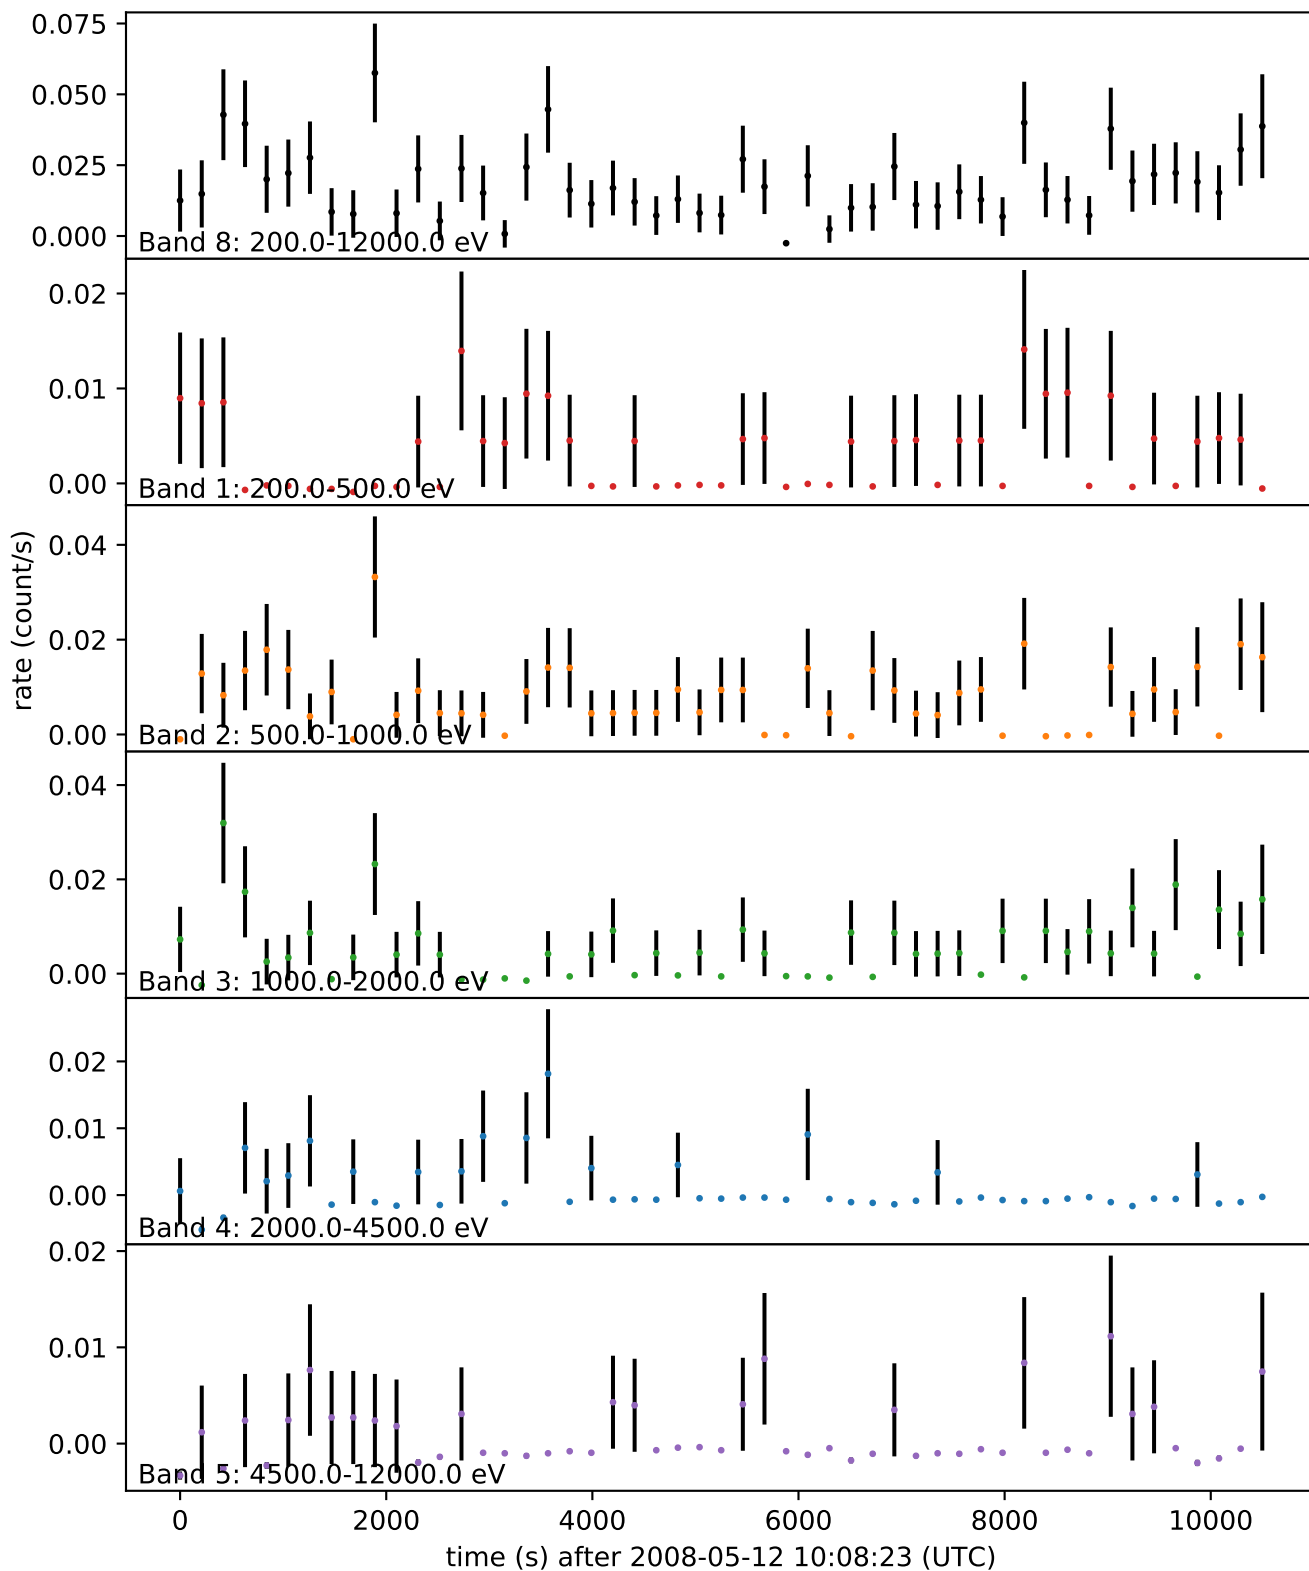 0.075
0.050
0.025
0.000
Band 8: 200.0-12000.0 eV
0.02
0.01
0.00
Band 1: 200.0-500.0 eV
rate (count/s)
0.04
0.02
0.00
Band 2: 500.0-1000.0 eV
0.04
0.02
0.00
Band 3: 1000.0-2000.0 eV
0.02
0.01
0.00
Band 4: 2000.0-4500.0 eV
0.02
0.01
0.00
Band 5: 4500.0-12000.0 eV
0 2000 4000 6000 8000 10000
time (s) after 2008-05-12 10:08:23 (UTC)